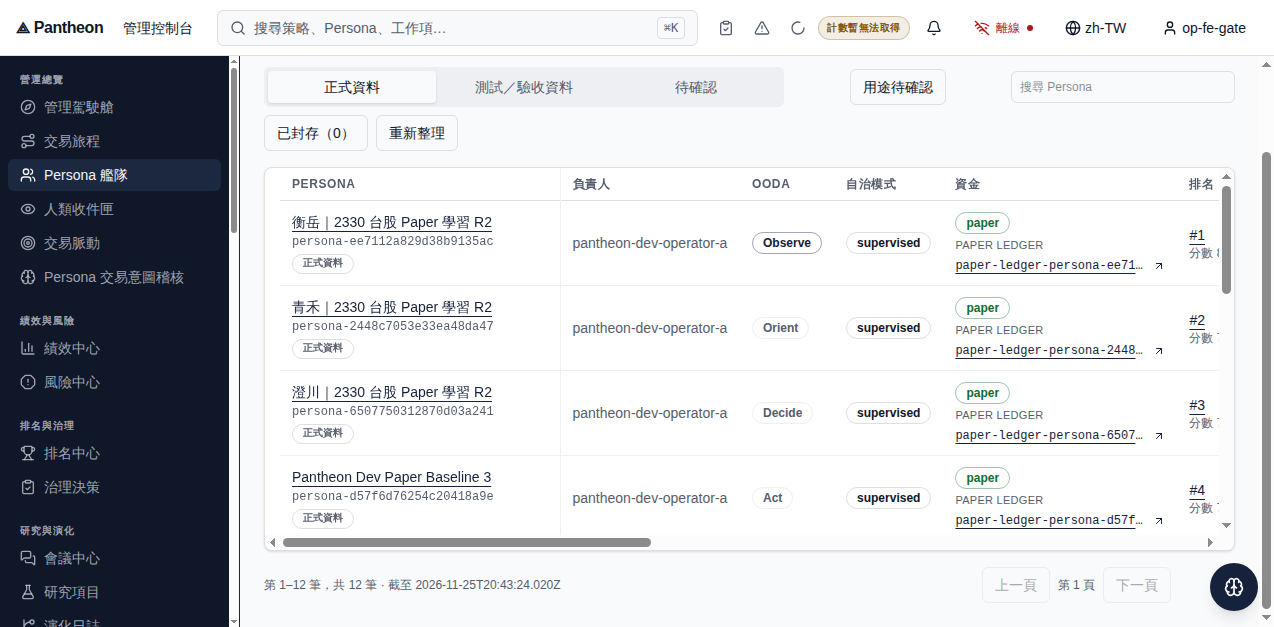 Pantheon 管理控制台
搜尋策略、Persona、工作項…
⌘K
計數暫無法取得
離線
zh-TW
op-fe-gate
營運總覽
管理駕駛艙
交易旅程
Persona 艦隊
人類收件匣
交易脈動
Persona 交易意圖稽核
績效與風險
績效中心
風險中心
排名與治理
排名中心
治理決策
研究與演化
會議中心
研究項目
演化日誌
正式資料
測試／驗收資料
待確認
用途待確認
搜尋 Persona
已封存（0）
重新整理
PERSONA 負責人 OODA 自治模式 資金 排名
衡岳｜2330 台股 Paper 學習 R2
persona-ee7112a829d38b9135ac
正式資料
pantheon-dev-operator-a
Observe
supervised
paper
PAPER LEDGER
paper-ledger-persona-ee71…
#1
分數
青禾｜2330 台股 Paper 學習 R2
persona-2448c7053e33ea48da47
正式資料
pantheon-dev-operator-a
Orient
supervised
paper
PAPER LEDGER
paper-ledger-persona-2448…
#2
分數
澄川｜2330 台股 Paper 學習 R2
persona-6507750312870d03a241
正式資料
pantheon-dev-operator-a
Decide
supervised
paper
PAPER LEDGER
paper-ledger-persona-6507…
#3
分數
Pantheon Dev Paper Baseline 3
persona-d57f6d76254c20418a9e
正式資料
pantheon-dev-operator-a
Act
supervised
paper
PAPER LEDGER
paper-ledger-persona-d57f…
#4
分數
第 1–12 筆，共 12 筆 · 截至 2026-11-25T20:43:24.020Z
上一頁
第 1 頁
下一頁